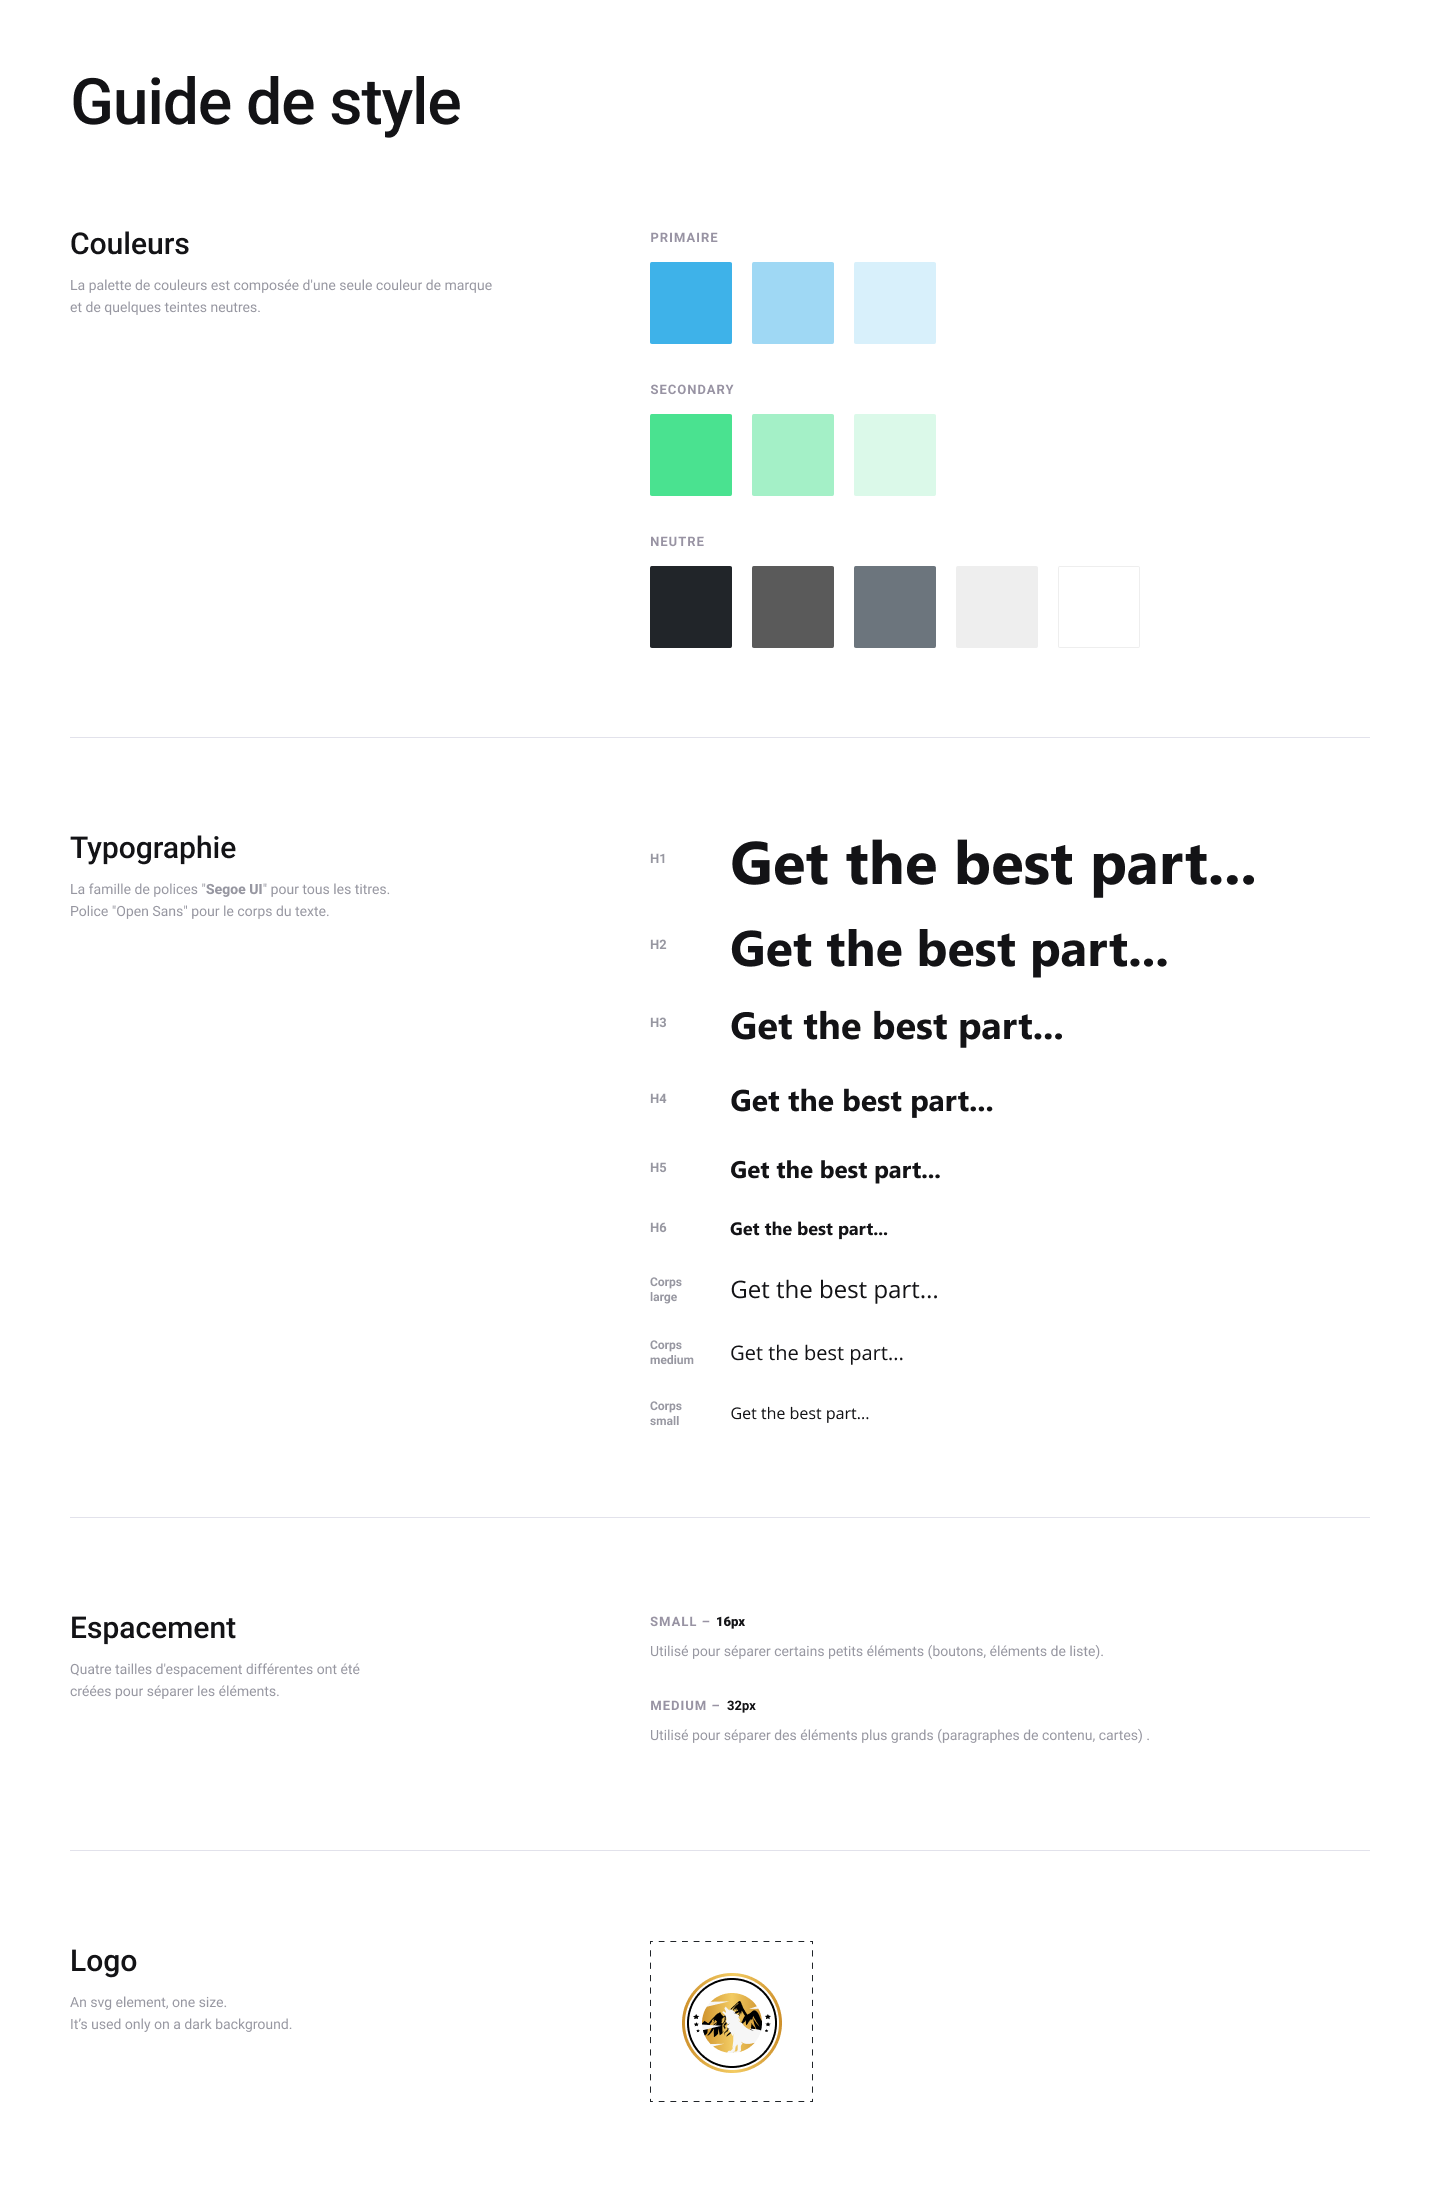 Guide de style
Couleurs
La palette de couleurs est composée d'une seule couleur de marque
et de quelques teintes neutres.
PRIMAIRE
SECONDARY
NEUTRE
Typographie
La famille de polices "Segoe UI" pour tous les titres.
Police "Open Sans" pour le corps du texte.
H1
Get the best part...
H2
Get the best part...
H3
Get the best part...
H4
Get the best part...
H5
Get the best part...
H6
Get the best part...
Corps
large
Get the best part...
Corps
medium
Get the best part...
Corps
small
Get the best part...
Espacement
Quatre tailles d'espacement différentes ont été
créées pour séparer les éléments.
SMALL – 16px
Utilisé pour séparer certains petits éléments (boutons, éléments de liste).
MEDIUM – 32px
Utilisé pour séparer des éléments plus grands (paragraphes de contenu, cartes) .
Logo
An svg element, one size.
It’s used only on a dark background.